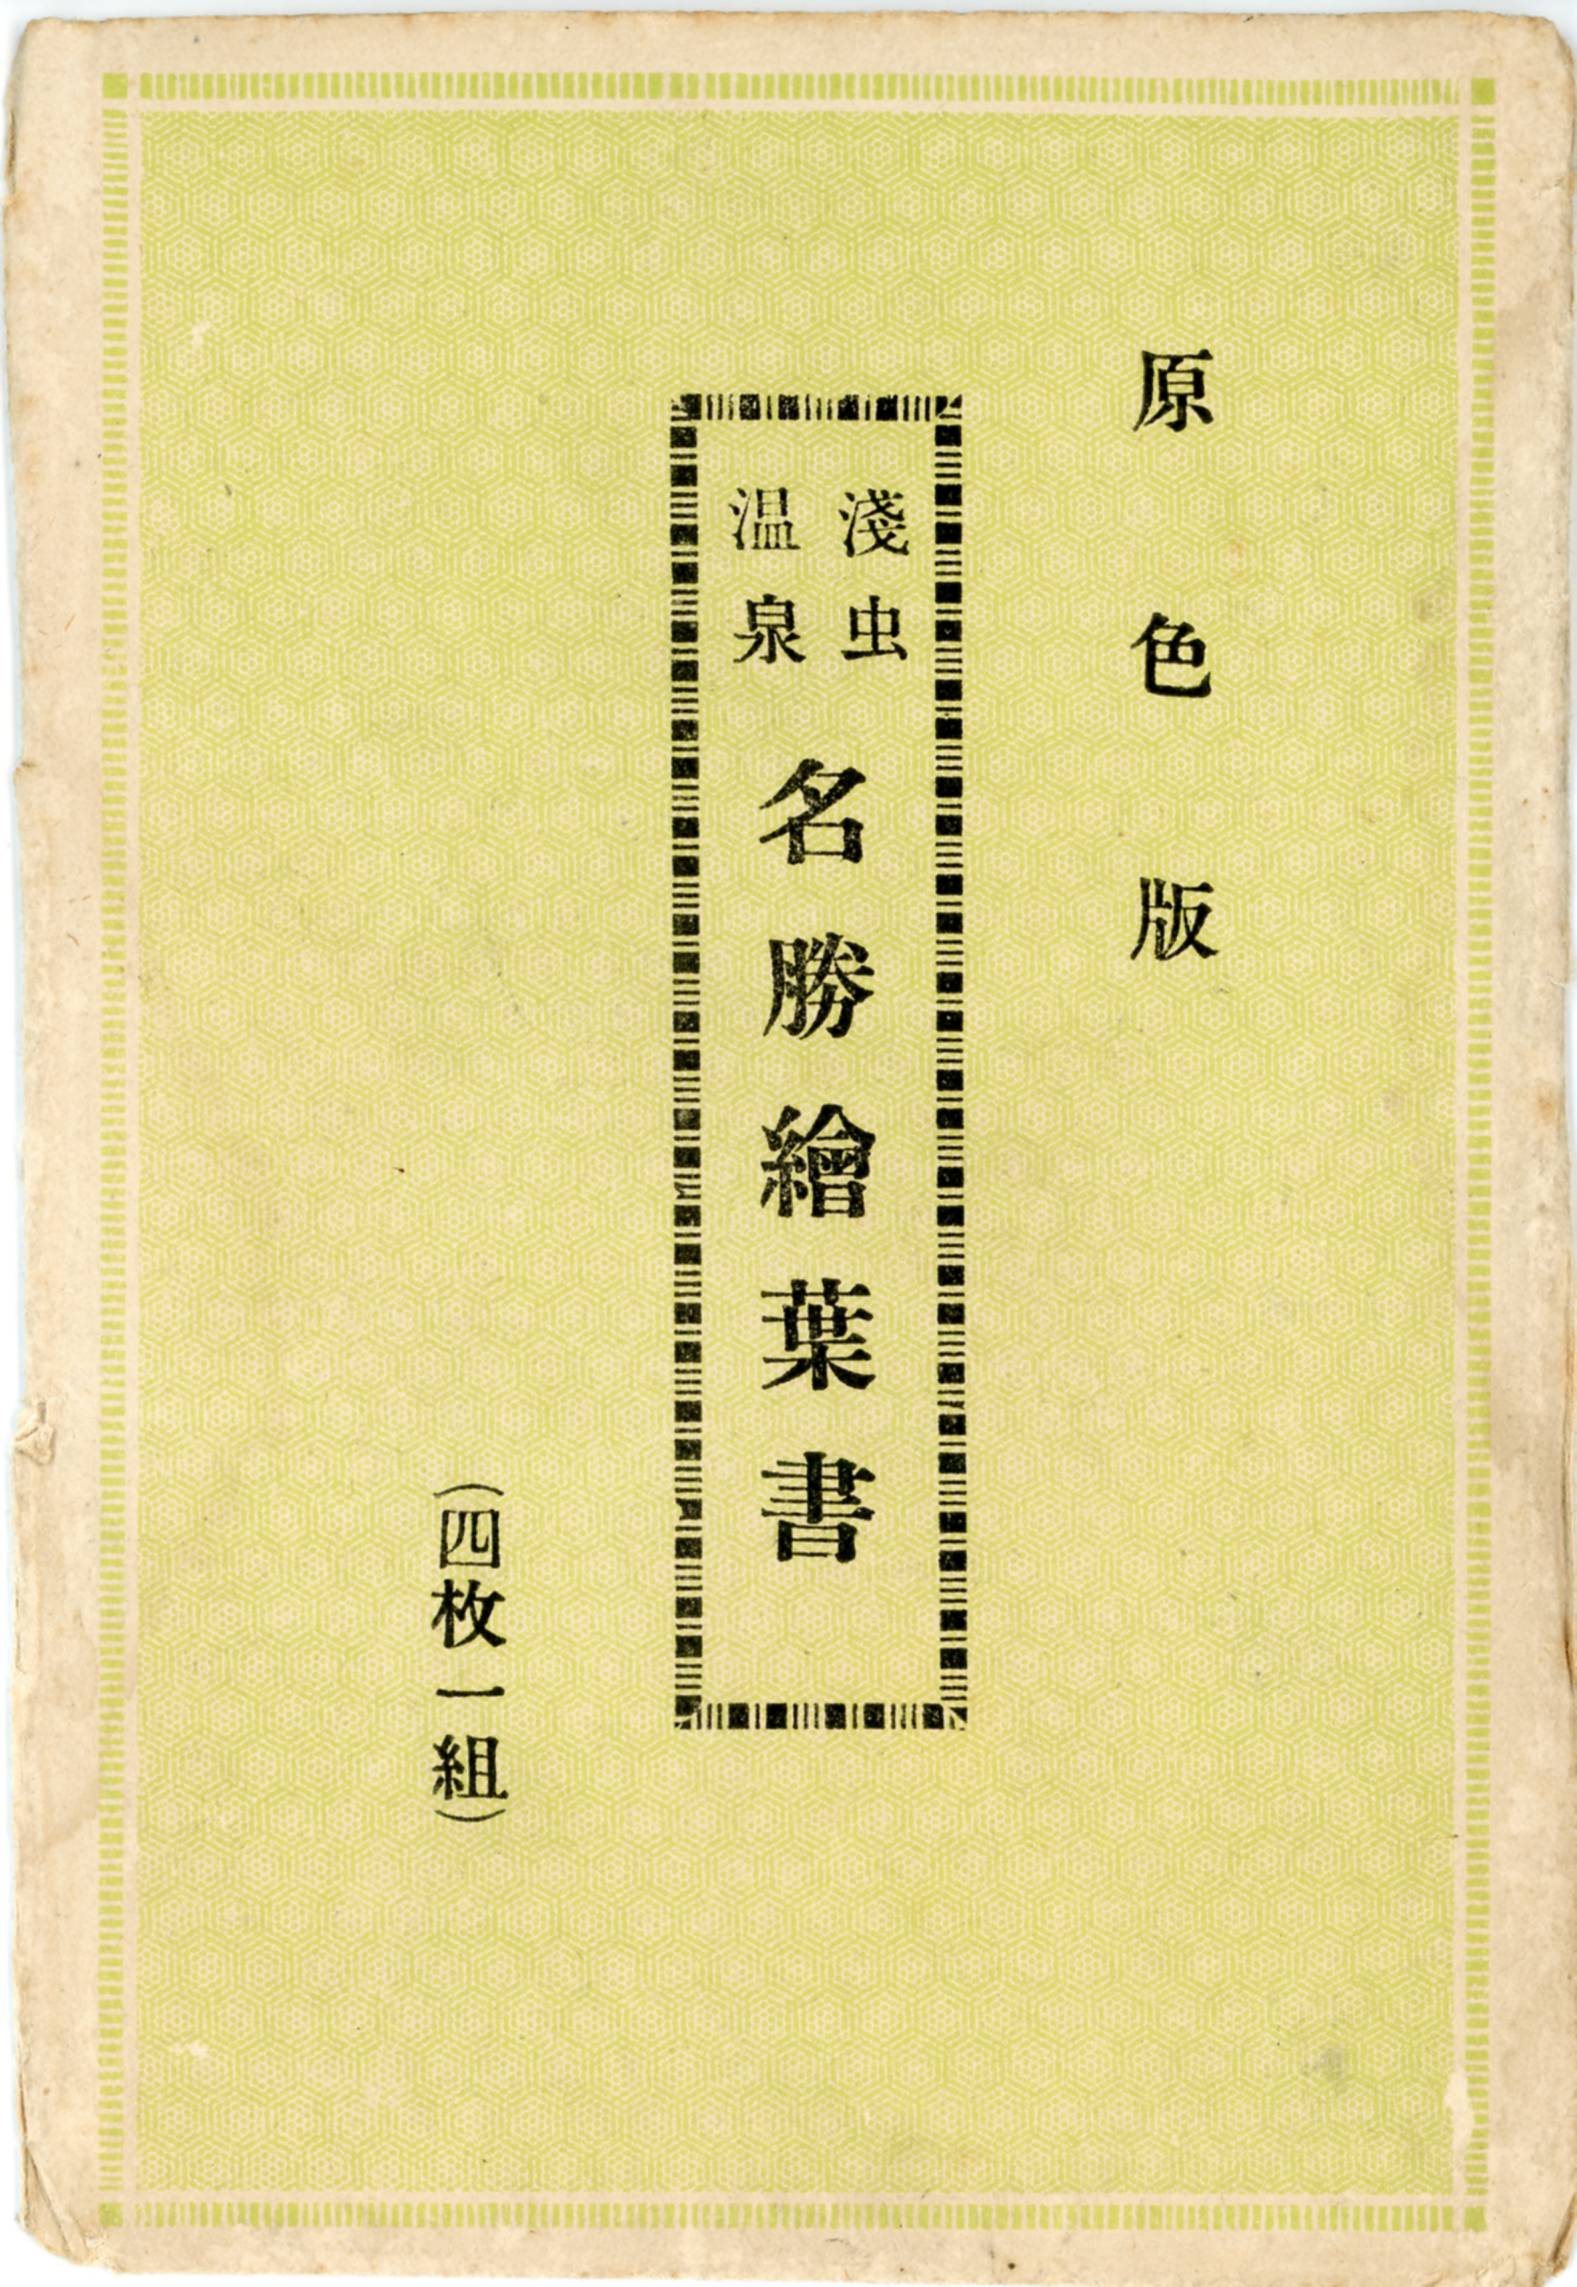 原色版
淺虫
温泉
名勝繪葉書
(四枚一組)